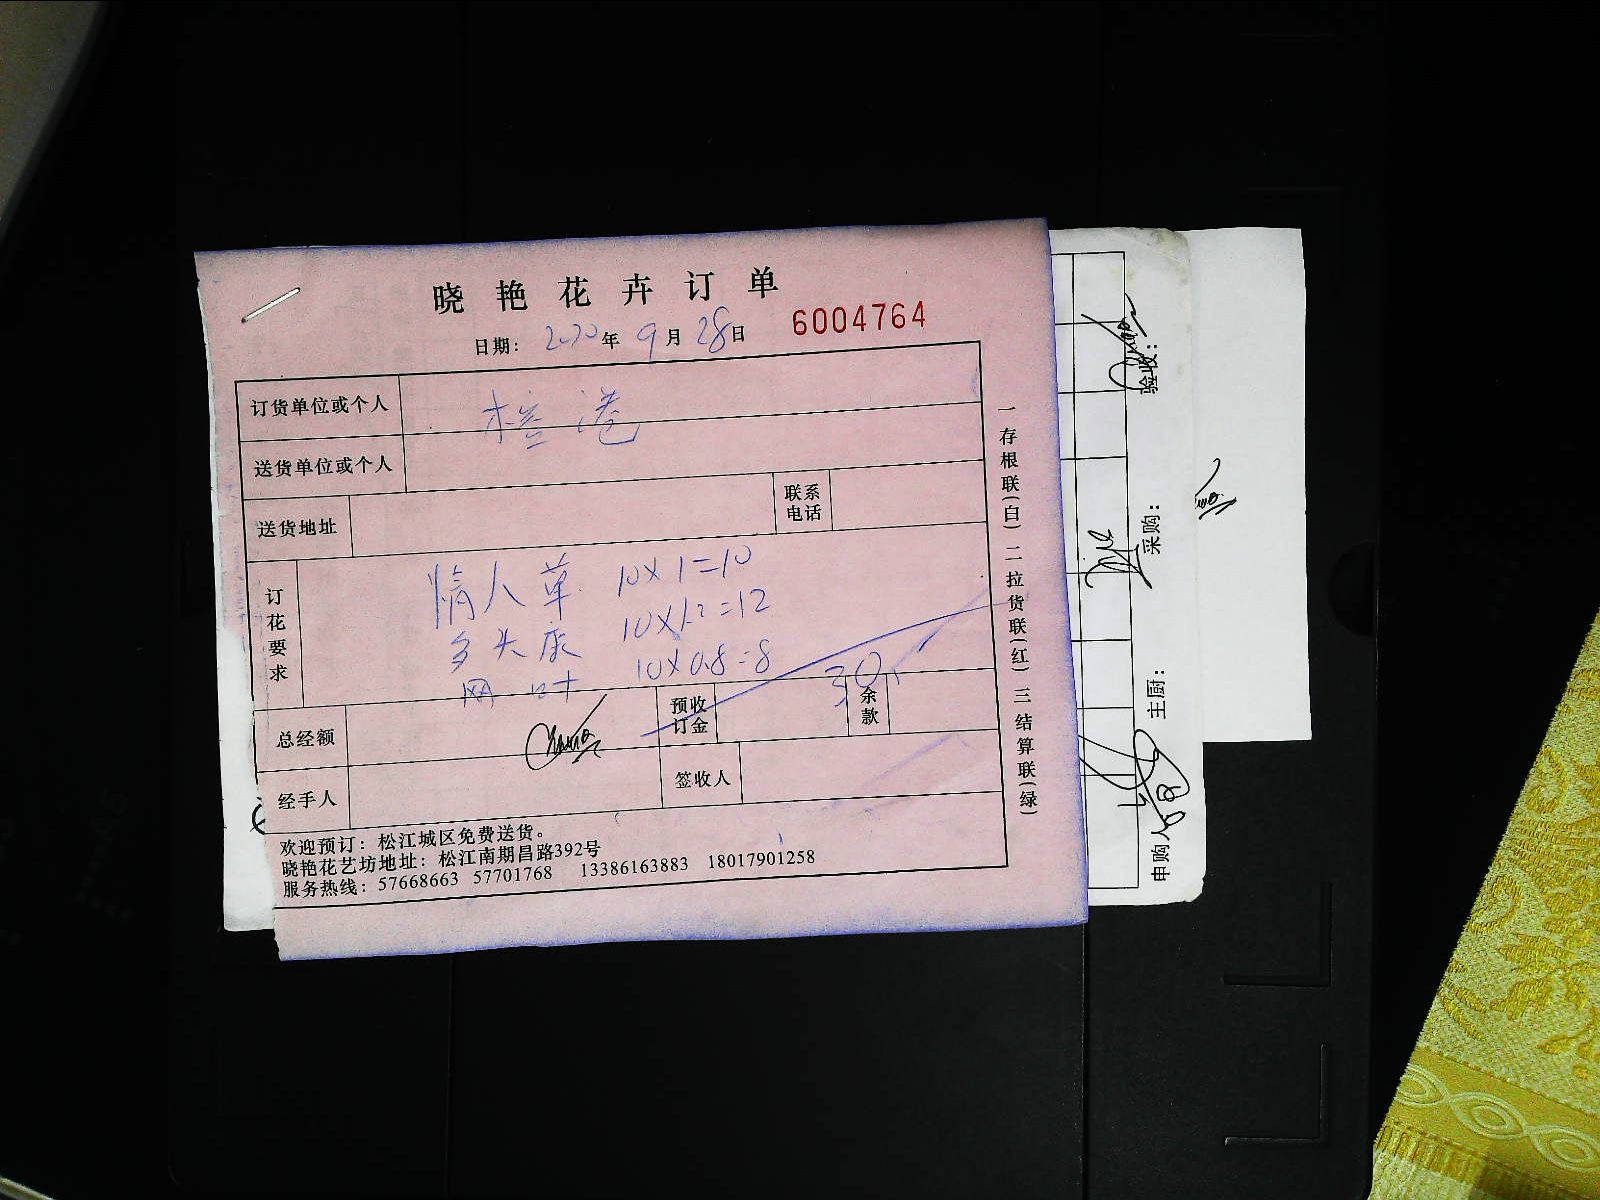 晓艳花卉订单
日期: 2020年 9月 28日 6004764
订货单位或个人
港
送货单位或个人
送货地址 联系电话
订花要求
情人草 10×1=10
多头康 10×1.2=12
网叶 10×0.8=8
30
总经额 预收订金 余款
经手人 签收人
欢迎预订：松江城区免费送货。
晓艳花艺坊地址：松江南期昌路392号
服务热线：57668663 57701768 13386163883 18017901258
一存根联(白) 二拉货联(红) 三结算联(绿)
验收:
采购:
主厨:
申购人